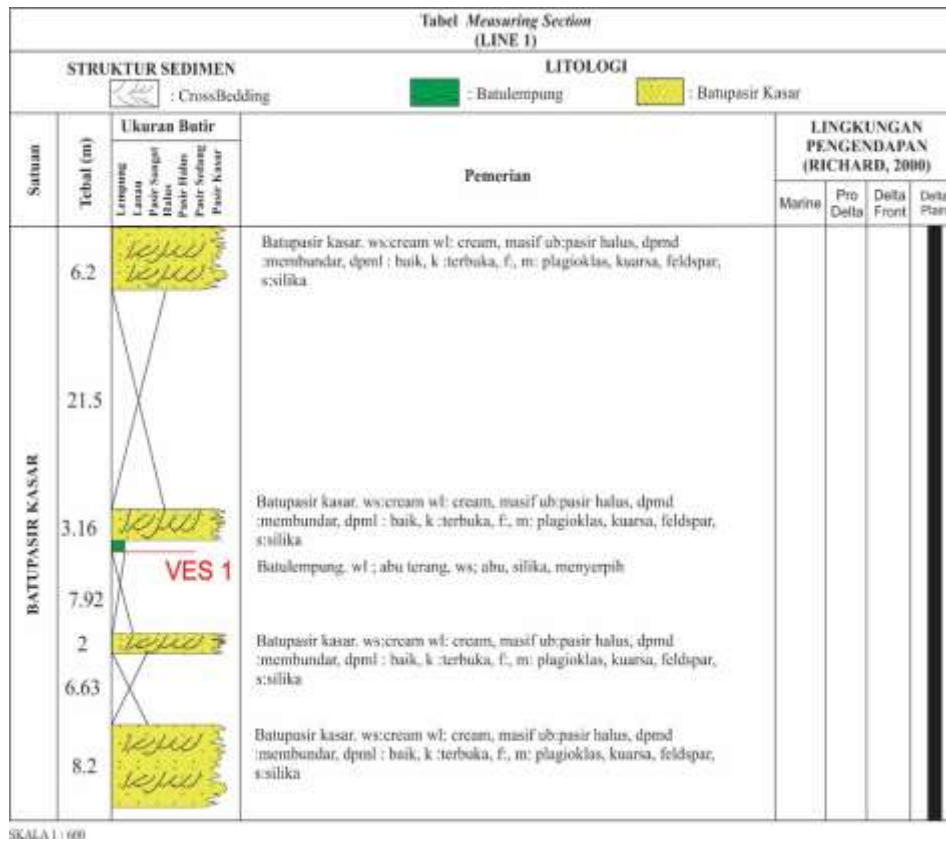 Tabel Measuring Section
(LINE 1)
STRUKTUR SEDIMEN
: CrossBedding
LITOLOGI
: Batulempung
: Batupasir Kasar
Satuan
Tebal (m)
Ukuran Butir
Lempung
Lanau
Pasir Sangat
Halus
Pasir Halus
Pasir Sedang
Pasir Kasar
Pemerian
LINGKUNGAN
PENGENDAPAN
(RICHARD, 2000)
Marine
Pro
Delta
Delta
Front
Delta
Plain
BATUPASIR KASAR
6.2
Batupasir kasar. ws:cream wl: cream, masif ub:pasir halus, dpmd
:membundar, dpml : baik, k :terbuka, f:, m: plagioklas, kuarsa, feldspar,
s:silika
21.5
3.16
Batupasir kasar. ws:cream wl: cream, masif ub:pasir halus, dpmd
:membundar, dpml : baik, k :terbuka, f:, m: plagioklas, kuarsa, feldspar,
s:silika
VES 1
Batulempung. wl ; abu terang, ws; abu, silika, menyerpih
7.92
2
Batupasir kasar. ws:cream wl: cream, masif ub:pasir halus, dpmd
:membundar, dpml : baik, k :terbuka, f:, m: plagioklas, kuarsa, feldspar,
s:silika
6.63
8.2
Batupasir kasar. ws:cream wl: cream, masif ub:pasir halus, dpmd
:membundar, dpml : baik, k :terbuka, f:, m: plagioklas, kuarsa, feldspar,
s:silika
SKALA 1 : 600